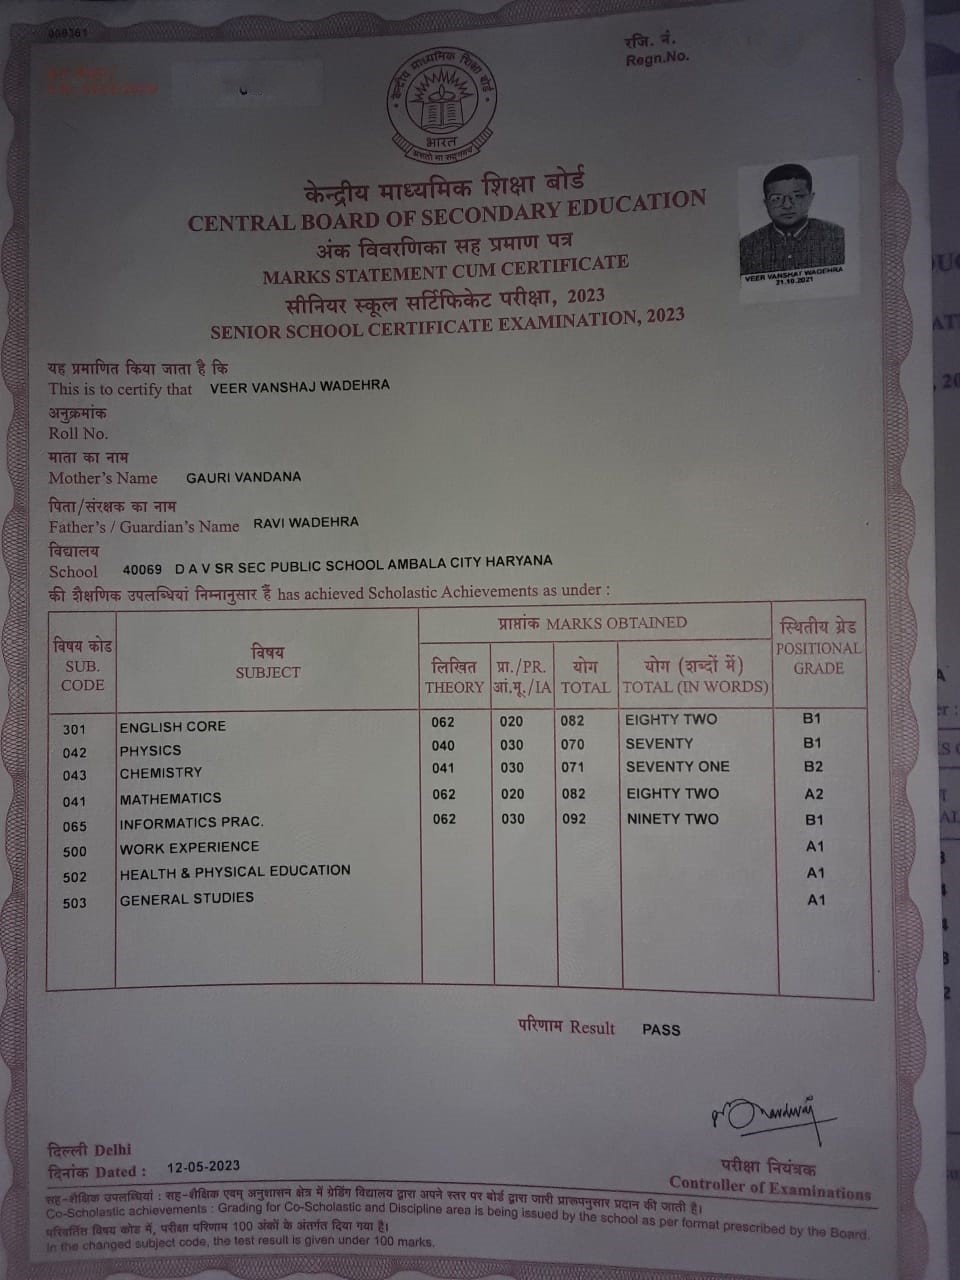 रजि. नं.
Regn.No.
केन्द्रीय माध्यमिक शिक्षा बोर्ड
भारत
असतो मा सद्गमय
केन्द्रीय माध्यमिक शिक्षा बोर्ड
CENTRAL BOARD OF SECONDARY EDUCATION
अंक विवरणिका सह प्रमाण पत्र
MARKS STATEMENT CUM CERTIFICATE
सीनियर स्कूल सर्टिफिकेट परीक्षा, 2023
SENIOR SCHOOL CERTIFICATE EXAMINATION, 2023
VEER VANSHAJ WADEHRA
21.10.2021
यह प्रमाणित किया जाता है कि
This is to certify that VEER VANSHAJ WADEHRA
अनुक्रमांक
Roll No.
माता का नाम
Mother's Name GAURI VANDANA
पिता/संरक्षक का नाम
Father's / Guardian's Name RAVI WADEHRA
विद्यालय
School 40069 D A V SR SEC PUBLIC SCHOOL AMBALA CITY HARYANA
की शैक्षणिक उपलब्धियां निम्नानुसार हैं has achieved Scholastic Achievements as under :
विषय कोड
SUB.
CODE
विषय
SUBJECT
प्राप्तांक MARKS OBTAINED
लिखित
THEORY
प्रा./PR.
आं.मू./IA
योग
TOTAL
योग (शब्दों में)
TOTAL (IN WORDS)
स्थितीय ग्रेड
POSITIONAL
GRADE
301 ENGLISH CORE 062 020 082 EIGHTY TWO B1
042 PHYSICS 040 030 070 SEVENTY B1
043 CHEMISTRY 041 030 071 SEVENTY ONE B2
041 MATHEMATICS 062 020 082 EIGHTY TWO A2
065 INFORMATICS PRAC. 062 030 092 NINETY TWO B1
500 WORK EXPERIENCE A1
502 HEALTH & PHYSICAL EDUCATION A1
503 GENERAL STUDIES A1
परिणाम Result PASS
दिल्ली Delhi
दिनांक Dated : 12-05-2023
परीक्षा नियंत्रक
Controller of Examinations
सह-शैक्षिक उपलब्धियां : सह-शैक्षिक एवम् अनुशासन क्षेत्र में ग्रेडिंग विद्यालय द्वारा अपने स्तर पर बोर्ड द्वारा जारी प्रारूपनुसार प्रदान की जाती है।
Co-Scholastic achievements : Grading for Co-Scholastic and Discipline area is being issued by the school as per format prescribed by the Board.
परिवर्तित विषय कोड में, परीक्षा परिणाम 100 अंकों के अंतर्गत दिया गया है।
In the changed subject code, the test result is given under 100 marks.